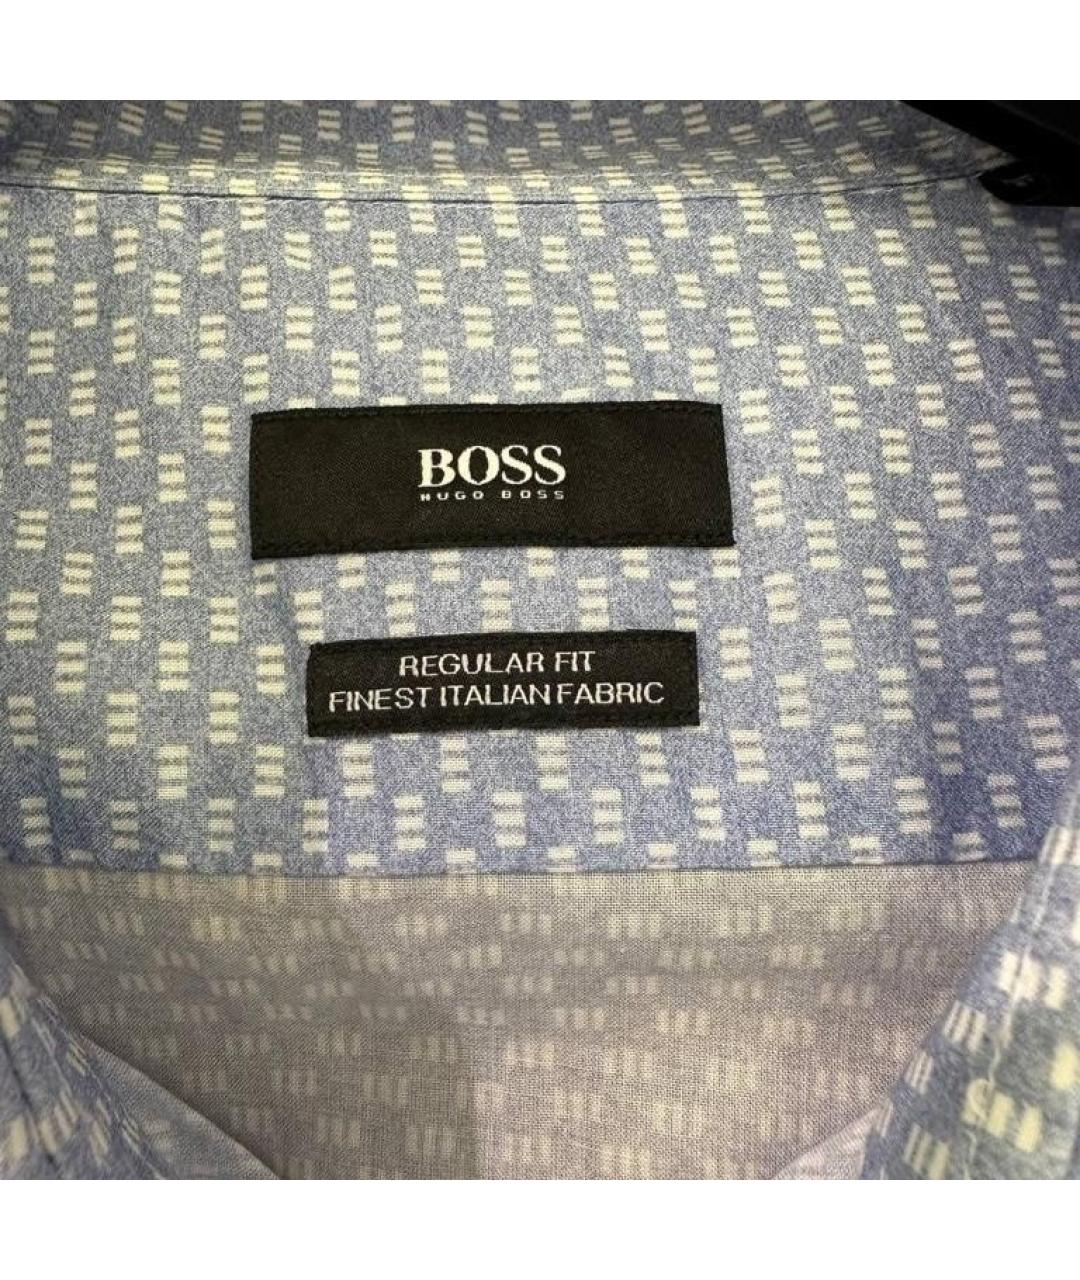 BOSS
HUGO BOSS
REGULAR FIT
FINEST ITALIAN FABRIC